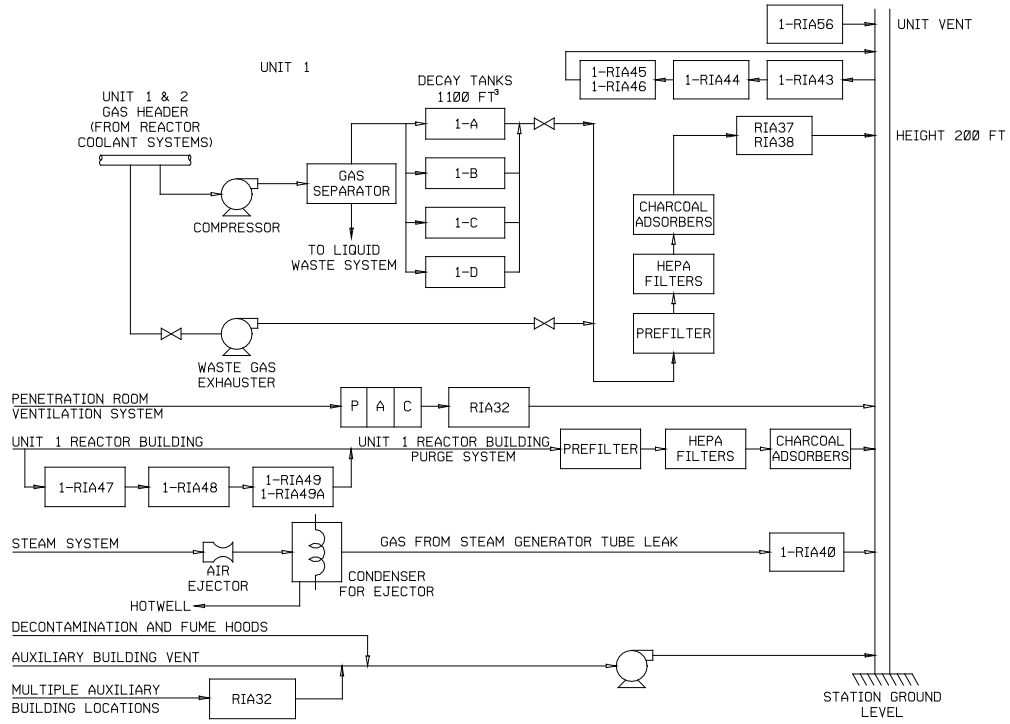 1-RIA56
UNIT VENT
UNIT 1
1-RIA45
1-RIA46
1-RIA44
1-RIA43
DECAY TANKS
1100 FT³
UNIT 1 & 2
GAS HEADER
(FROM REACTOR
COOLANT SYSTEMS)
1-A
RIA37
RIA38
HEIGHT 200 FT
GAS
SEPARATOR
1-B
COMPRESSOR
CHARCOAL
ADSORBERS
1-C
TO LIQUID
WASTE SYSTEM
1-D
HEPA
FILTERS
PREFILTER
WASTE GAS
EXHAUSTER
PENETRATION ROOM
VENTILATION SYSTEM
P A C
RIA32
UNIT 1 REACTOR BUILDING
UNIT 1 REACTOR BUILDING
PURGE SYSTEM
PREFILTER
HEPA
FILTERS
CHARCOAL
ADSORBERS
1-RIA47
1-RIA48
1-RIA49
1-RIA49A
STEAM SYSTEM
AIR
EJECTOR
GAS FROM STEAM GENERATOR TUBE LEAK
1-RIA40
CONDENSER
FOR EJECTOR
HOTWELL
DECONTAMINATION AND FUME HOODS
AUXILIARY BUILDING VENT
MULTIPLE AUXILIARY
BUILDING LOCATIONS
RIA32
STATION GROUND
LEVEL